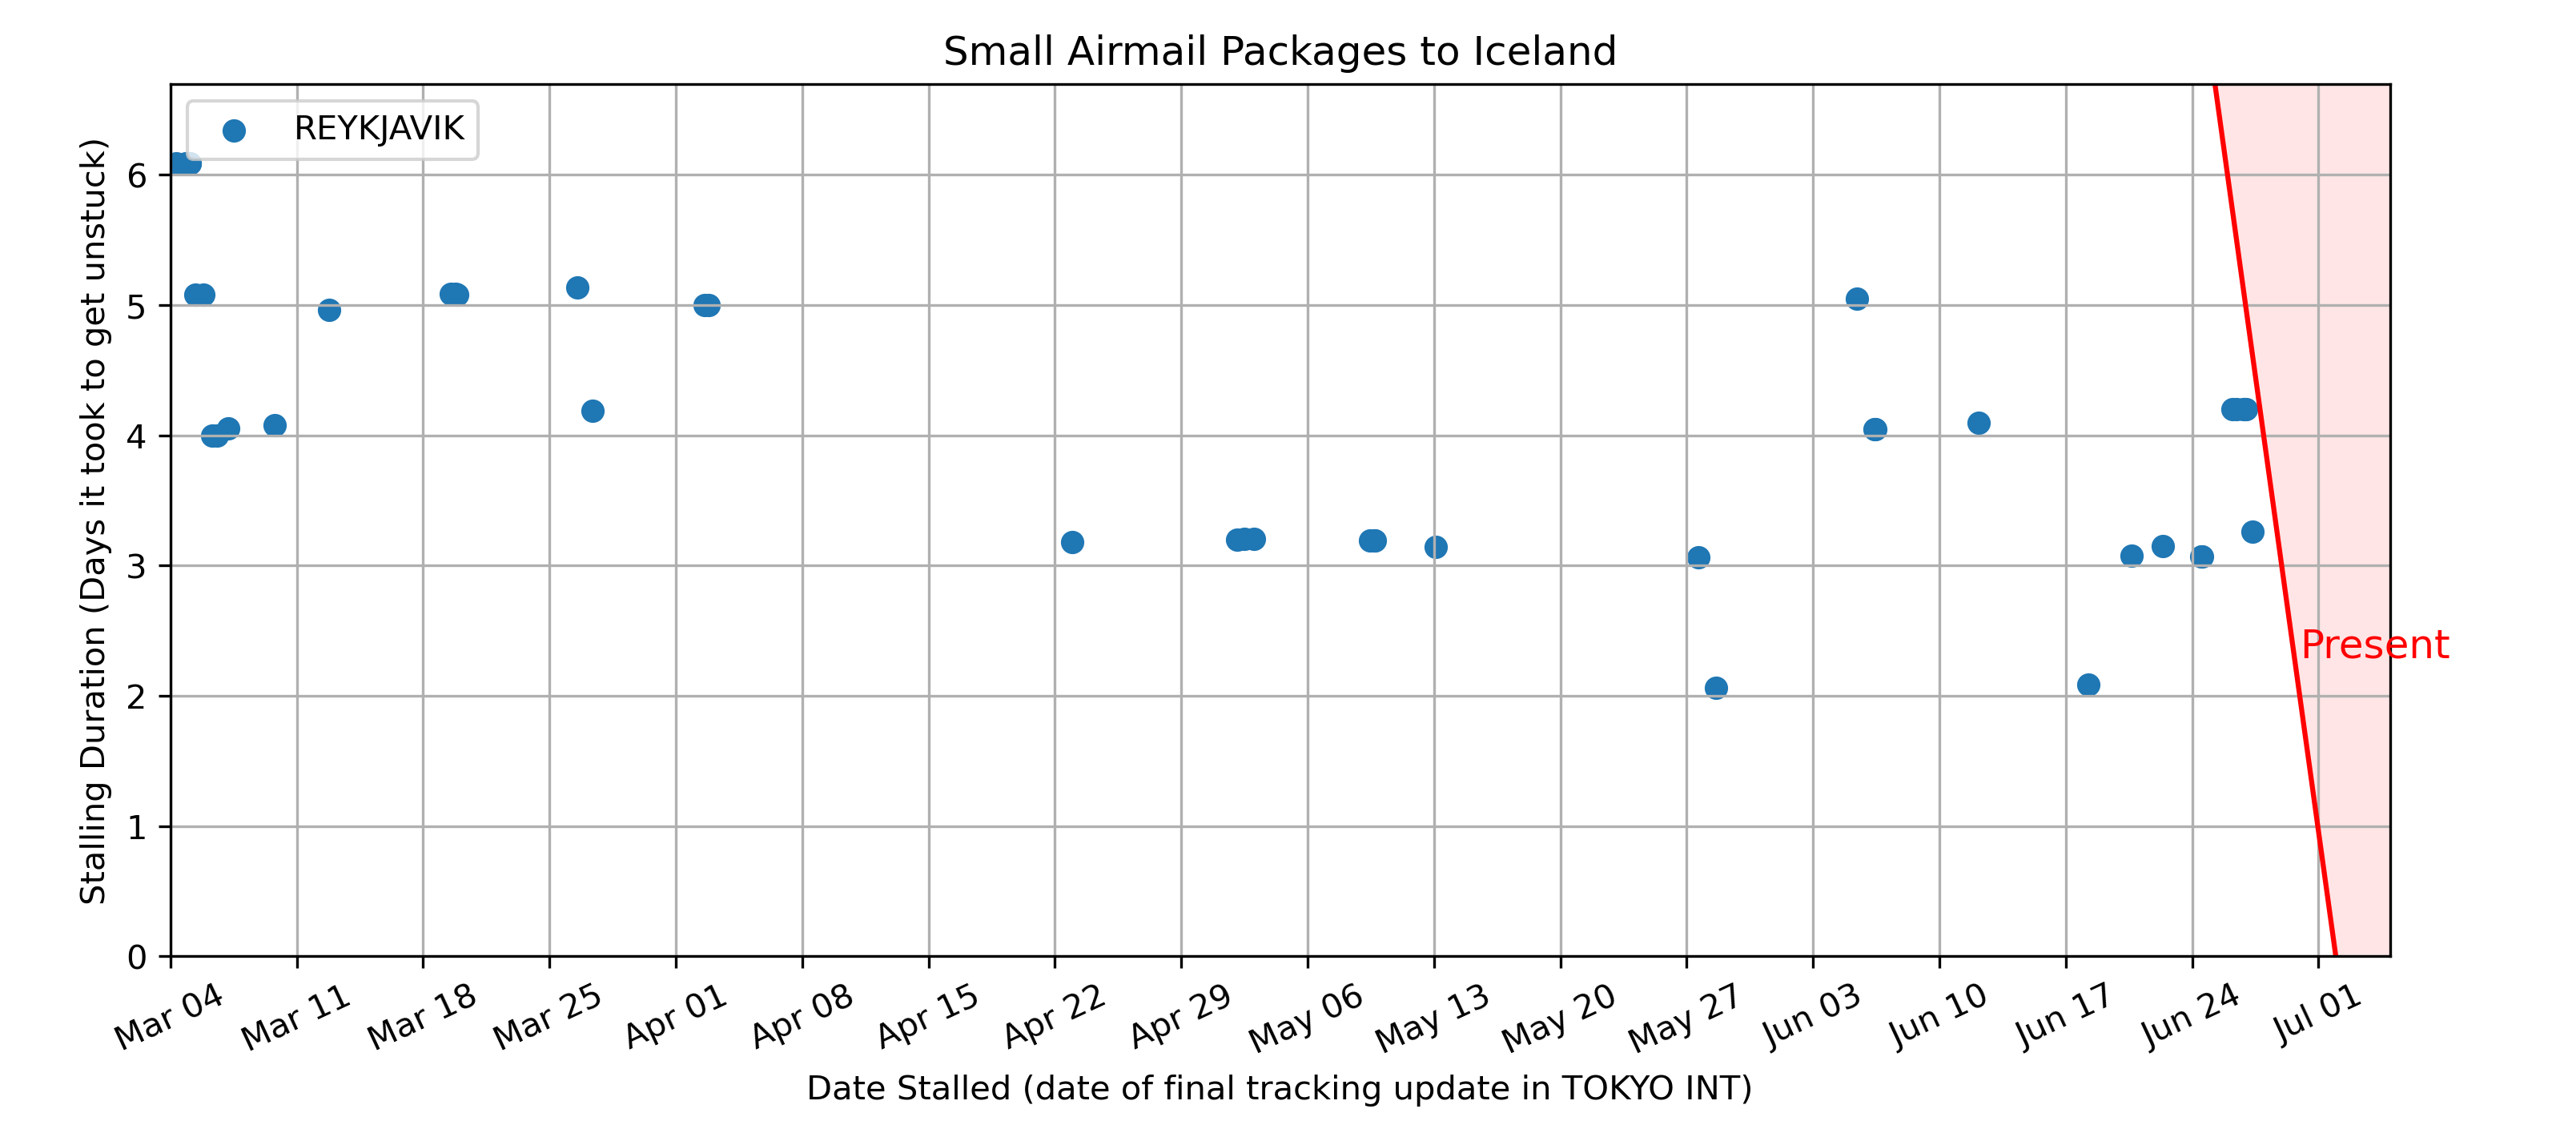 Small Airmail Packages to Iceland
REYKJAVIK
Stalling Duration (Days it took to get unstuck)
6
5
4
3
2
1
0
Present
Mar 04
Mar 11
Mar 18
Mar 25
Apr 01
Apr 08
Apr 15
Apr 22
Apr 29
May 06
May 13
May 20
May 27
Jun 03
Jun 10
Jun 17
Jun 24
Jul 01
Date Stalled (date of final tracking update in TOKYO INT)